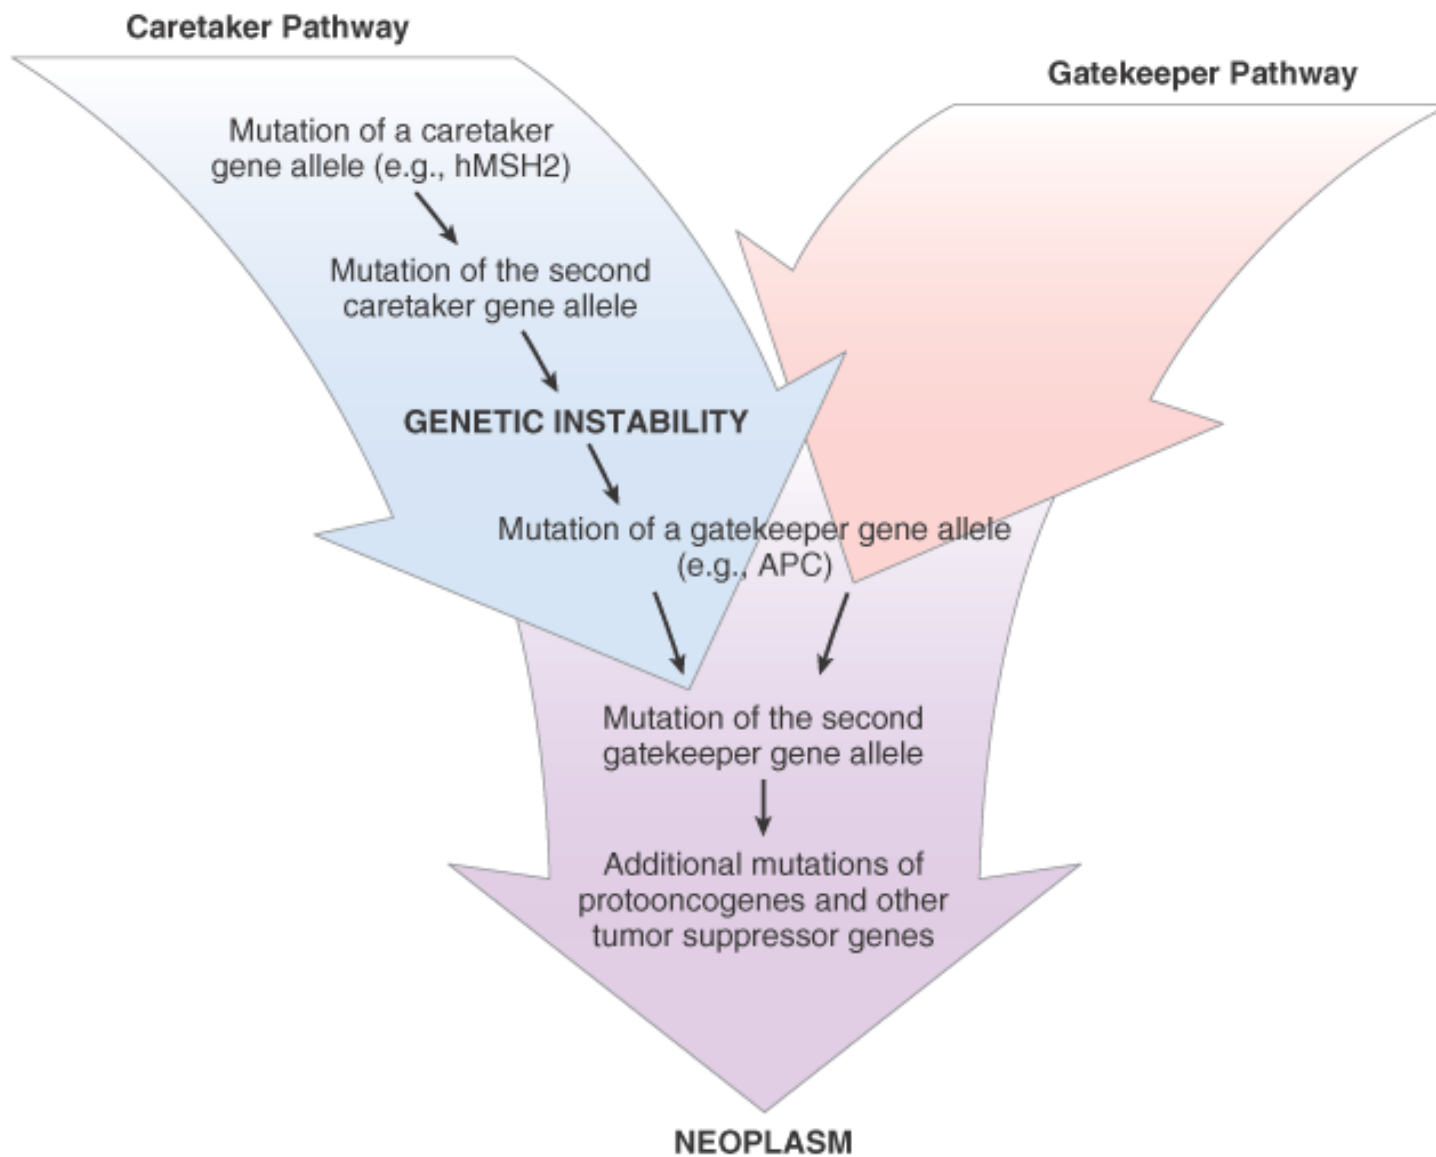 Caretaker Pathway
Gatekeeper Pathway
Mutation of a caretaker
gene allele (e.g., hMSH2)
Mutation of the second
caretaker gene allele
GENETIC INSTABILITY
Mutation of a gatekeeper gene allele
(e.g., APC)
Mutation of the second
gatekeeper gene allele
Additional mutations of
protooncogenes and other
tumor suppressor genes
NEOPLASM